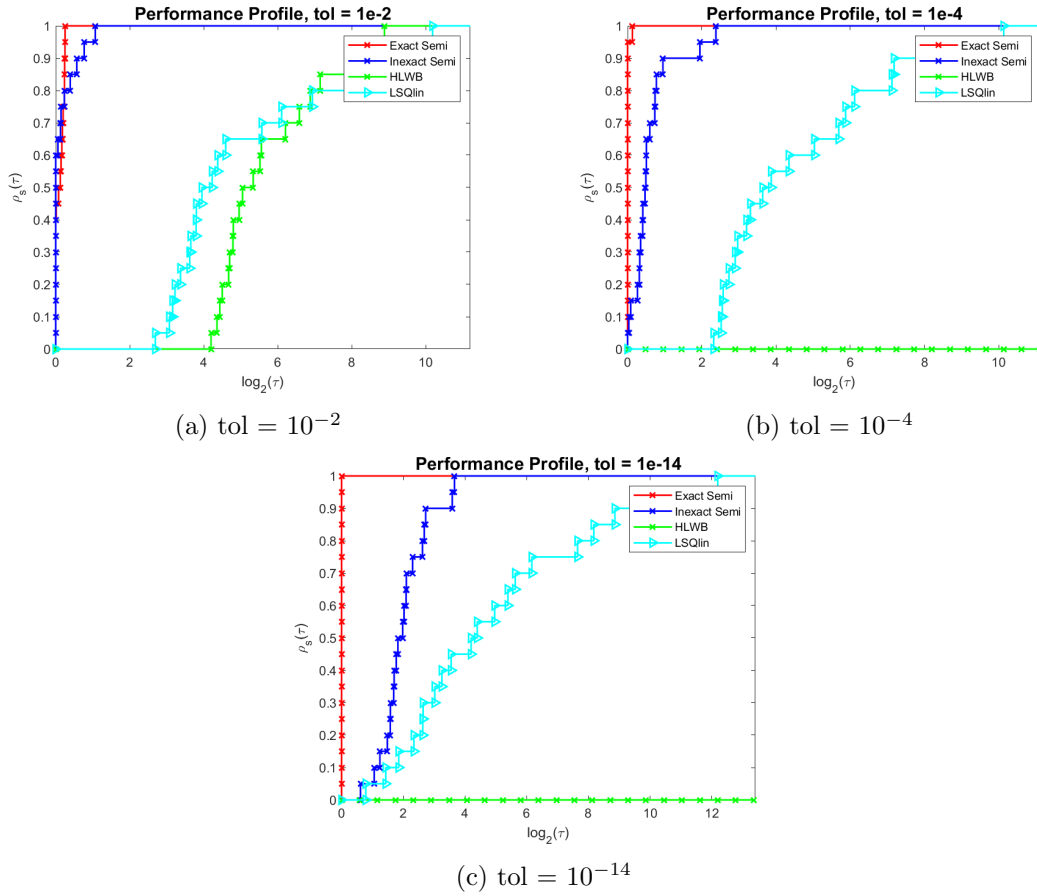 Performance Profile, tol = 1e-2
1
0.9
0.8
0.7
0.6
0.5
0.4
0.3
0.2
0.1
0
ρs(τ)
0 2 4 6 8 10
log2(τ)
Exact Semi
Inexact Semi
HLWB
LSQlin
(a) tol = 10⁻²
Performance Profile, tol = 1e-4
1
0.9
0.8
0.7
0.6
0.5
0.4
0.3
0.2
0.1
0
ρs(τ)
0 2 4 6 8 10
log2(τ)
Exact Semi
Inexact Semi
HLWB
LSQlin
(b) tol = 10⁻⁴
Performance Profile, tol = 1e-14
1
0.9
0.8
0.7
0.6
0.5
0.4
0.3
0.2
0.1
0
ρs(τ)
0 2 4 6 8 10 12
log2(τ)
Exact Semi
Inexact Semi
HLWB
LSQlin
(c) tol = 10⁻¹⁴